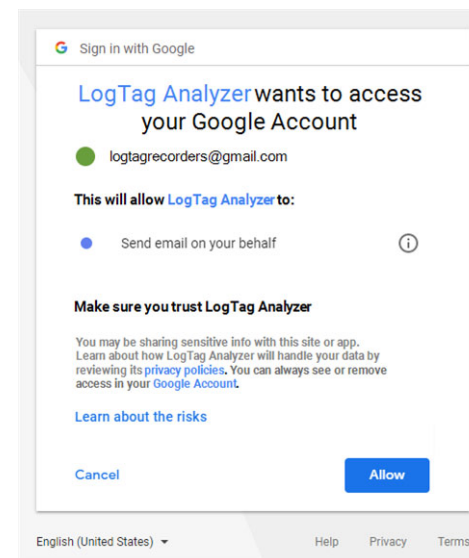 Sign in with Google
LogTag Analyzer wants to access
your Google Account
logtagrecorders@gmail.com
This will allow LogTag Analyzer to:
Send email on your behalf
Make sure you trust LogTag Analyzer
You may be sharing sensitive info with this site or app.
Learn about how LogTag Analyzer will handle your data by
reviewing its privacy policies. You can always see or remove
access in your Google Account.
Learn about the risks
Cancel
Allow
English (United States)
Help Privacy Terms